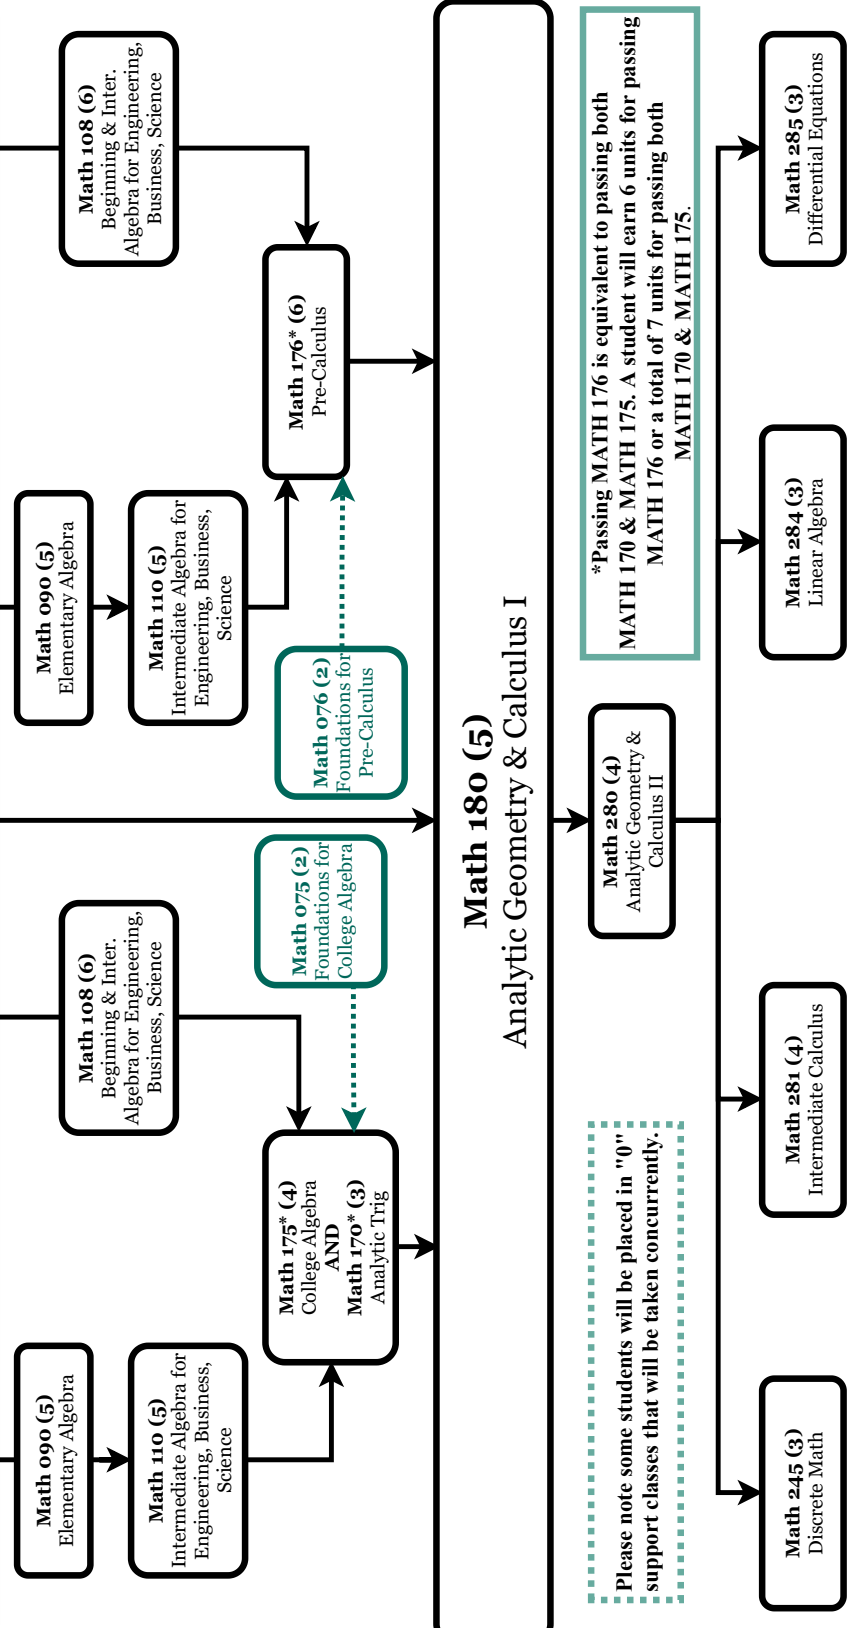 Math 090 (5)
Elementary Algebra
Math 110 (5)
Intermediate Algebra for
Engineering, Business,
Science
Math 108 (6)
Beginning & Inter.
Algebra for Engineering,
Business, Science
Math 090 (5)
Elementary Algebra
Math 110 (5)
Intermediate Algebra for
Engineering, Business,
Science
Math 108 (6)
Beginning & Inter.
Algebra for Engineering,
Business, Science
Math 175* (4)
College Algebra
AND
Math 170* (3)
Analytic Trig
Math 075 (2)
Foundations for
College Algebra
Math 076 (2)
Foundations for
Pre-Calculus
Math 176* (6)
Pre-Calculus
Math 180 (5)
Analytic Geometry & Calculus I
Please note some students will be placed in "0"
support classes that will be taken concurrently.
Math 280 (4)
Analytic Geometry &
Calculus II
*Passing MATH 176 is equivalent to passing both
MATH 170 & MATH 175. A student will earn 6 units for passing
MATH 176 or a total of 7 units for passing both
MATH 170 & MATH 175.
Math 245 (3)
Discrete Math
Math 281 (4)
Intermediate Calculus
Math 284 (3)
Linear Algebra
Math 285 (3)
Differential Equations